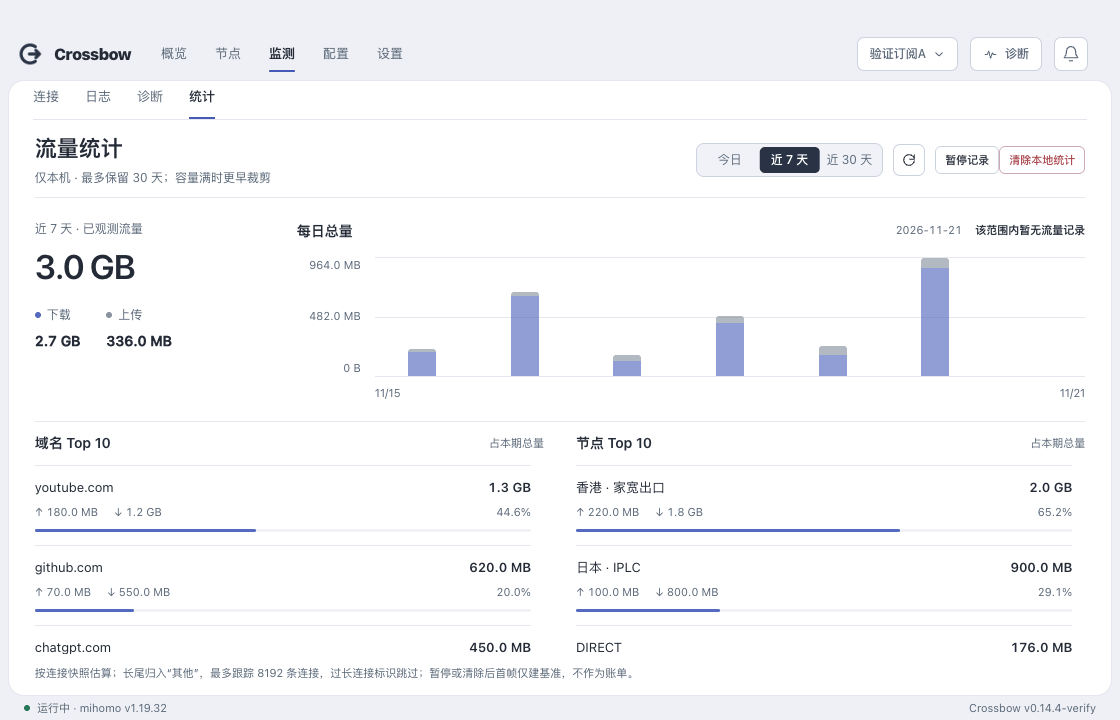 Crossbow 概览 节点 监测 配置 设置 验证订阅A 诊断
连接 日志 诊断 统计
流量统计
仅本机 · 最多保留 30 天；容量满时更早裁剪
今日 近 7 天 近 30 天 暂停记录 清除本地统计
近 7 天 · 已观测流量
3.0 GB
下载 上传
2.7 GB 336.0 MB
每日总量 2026-11-21 该范围内暂无流量记录
964.0 MB
482.0 MB
0 B
11/15 11/21
域名 Top 10 占本期总量
youtube.com 1.3 GB
↑ 180.0 MB ↓ 1.2 GB 44.6%
github.com 620.0 MB
↑ 70.0 MB ↓ 550.0 MB 20.0%
chatgpt.com 450.0 MB
节点 Top 10 占本期总量
香港 · 家宽出口 2.0 GB
↑ 220.0 MB ↓ 1.8 GB 65.2%
日本 · IPLC 900.0 MB
↑ 100.0 MB ↓ 800.0 MB 29.1%
DIRECT 176.0 MB
按连接快照估算；长尾归入“其他”，最多跟踪 8192 条连接，过长连接标识跳过；暂停或清除后首帧仅建基准，不作为账单。
运行中 · mihomo v1.19.32 Crossbow v0.14.4-verify